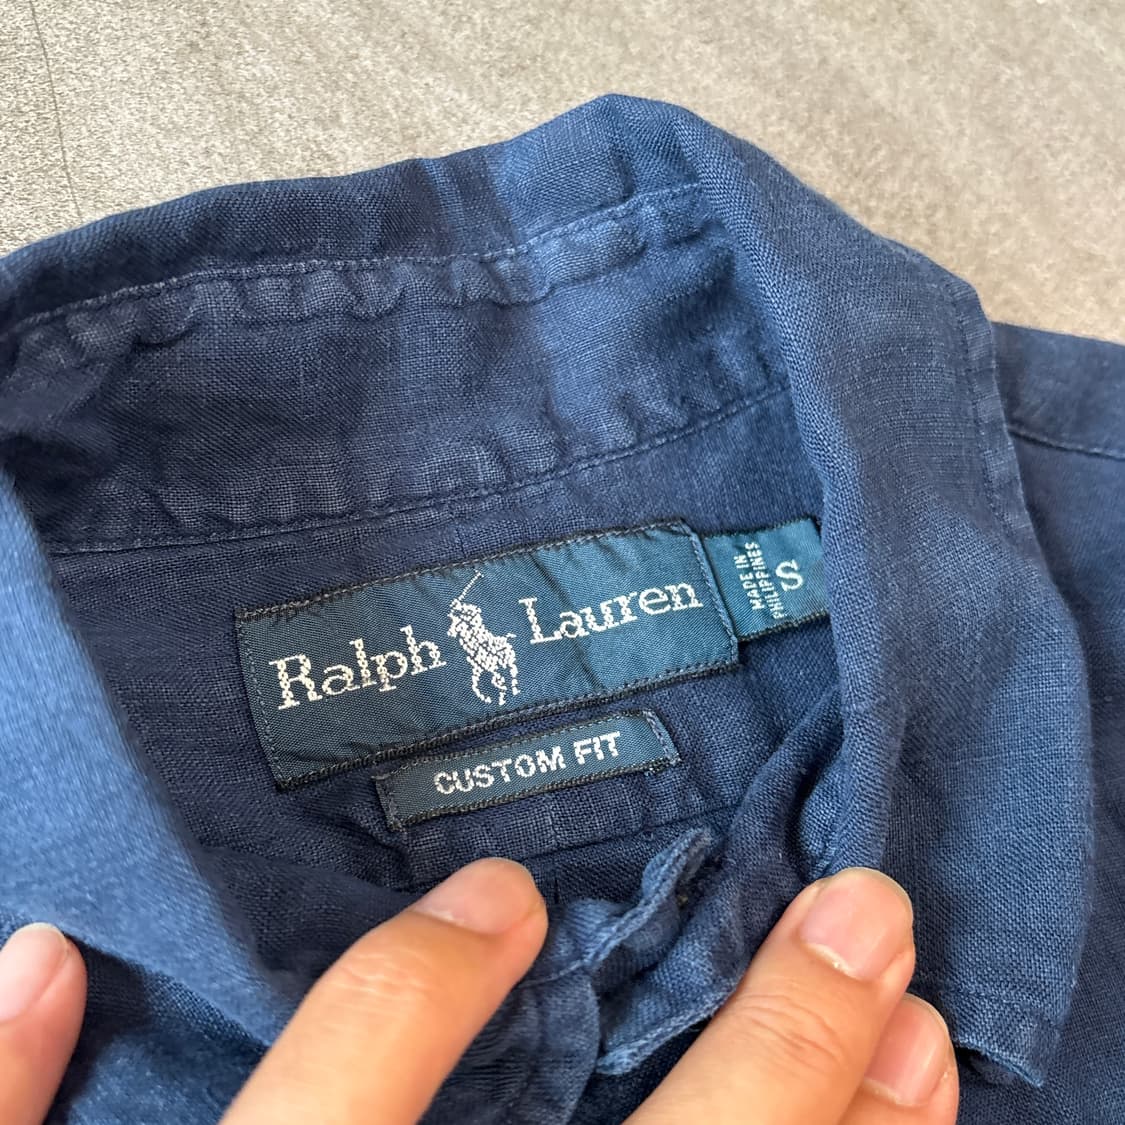 Ralph Lauren
MADE IN
PHILIPPINES
S
CUSTOM FIT